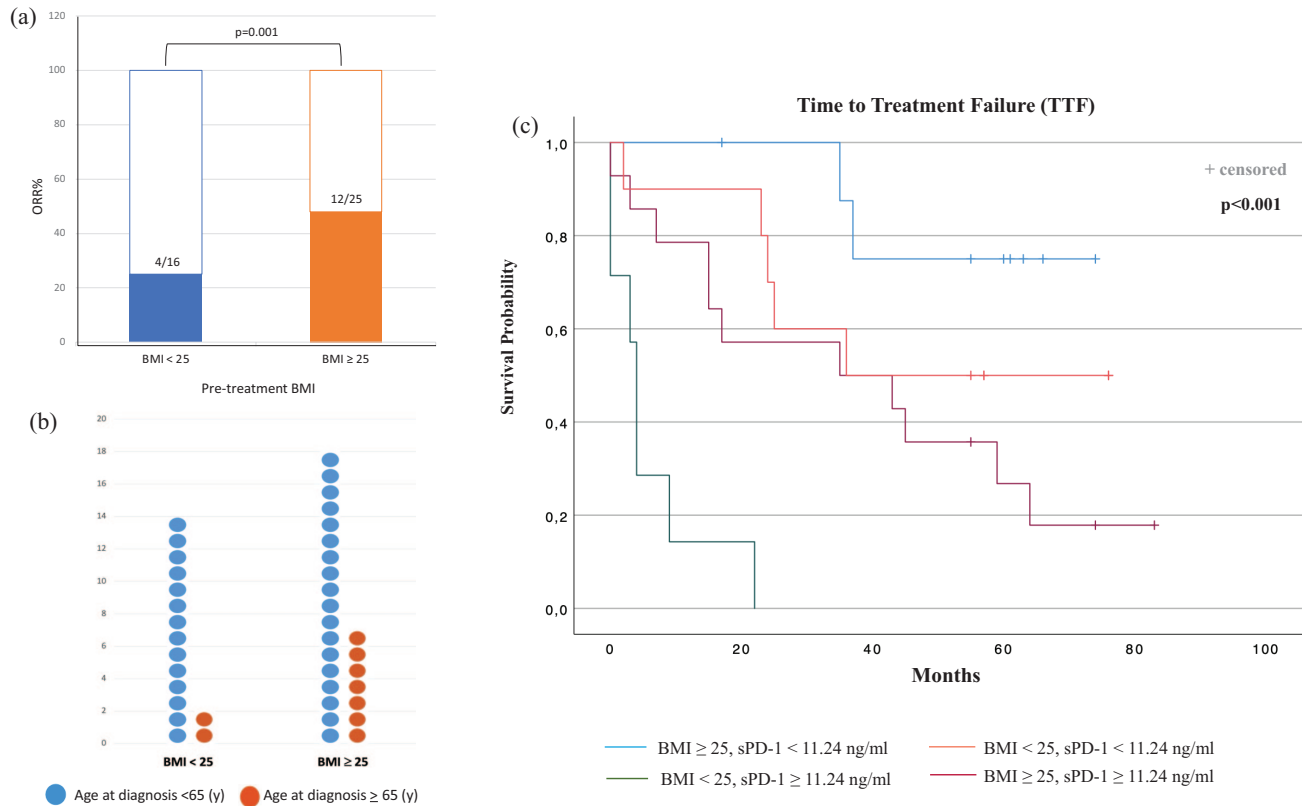 (a)
120
100
80
60
40
20
0
ORR%
p=0.001
4/16
12/25
BMI < 25
BMI ≥ 25
Pre-treatment BMI
(b)
20
18
16
14
12
10
8
6
4
2
0
BMI < 25
BMI ≥ 25
Age at diagnosis <65 (y)
Age at diagnosis ≥ 65 (y)
(c)
Time to Treatment Failure (TTF)
+ censored
p<0.001
Survival Probability
1,0
0,8
0,6
0,4
0,2
0,0
0
20
40
60
80
100
Months
BMI ≥ 25, sPD-1 < 11.24 ng/ml
BMI < 25, sPD-1 < 11.24 ng/ml
BMI < 25, sPD-1 ≥ 11.24 ng/ml
BMI ≥ 25, sPD-1 ≥ 11.24 ng/ml